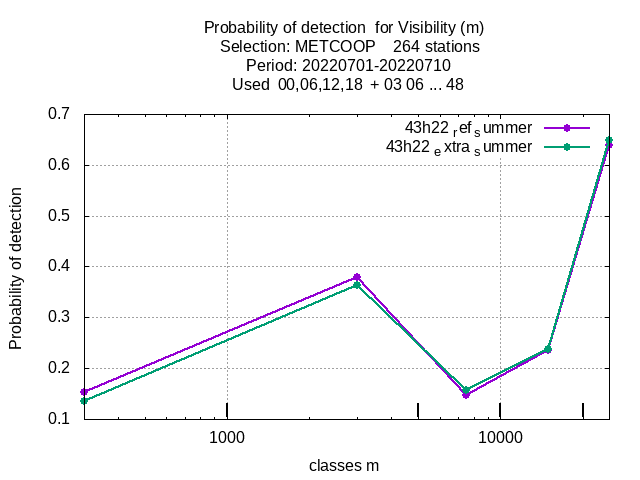 Probability of detection  for Visibility (m)
Selection: METCOOP    264 stations
Period: 20220701-20220710
Used  00,06,12,18  + 03 06 ... 48
43h22 ref summer
43h22 extra summer
0.7
0.6
0.5
0.4
0.3
0.2
0.1
Probability of detection
1000
10000
classes m